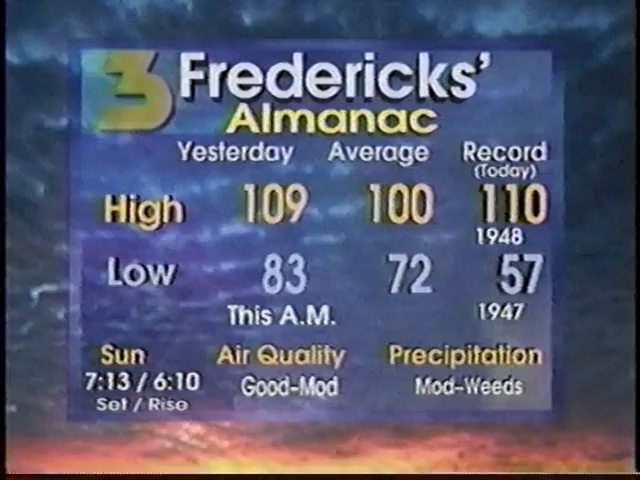 3 Fredericks'
Almanac
Yesterday Average Record
(Today)
High 109 100 110
1948
Low 83 72 57
This A.M. 1947
Sun Air Quality Precipitation
7:13 / 6:10 Good-Mod Mod-Weeds
Set / Rise